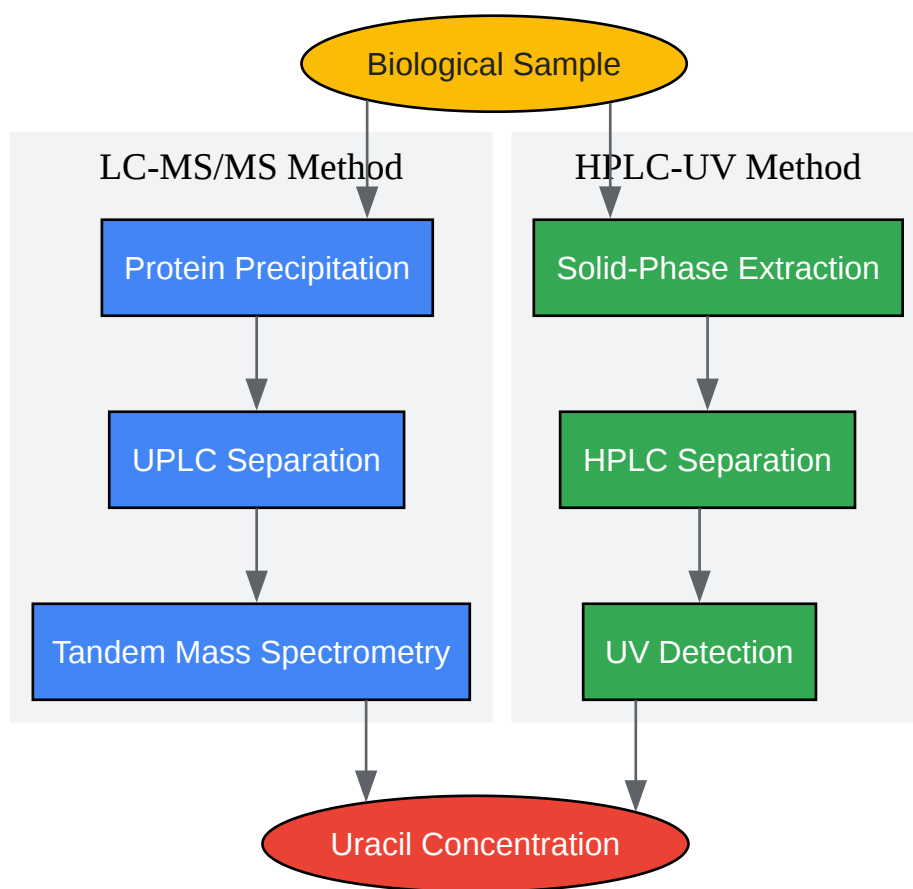 Biological Sample
LC-MS/MS Method
HPLC-UV Method
Protein Precipitation
Solid-Phase Extraction
UPLC Separation
HPLC Separation
Tandem Mass Spectrometry
UV Detection
Uracil Concentration